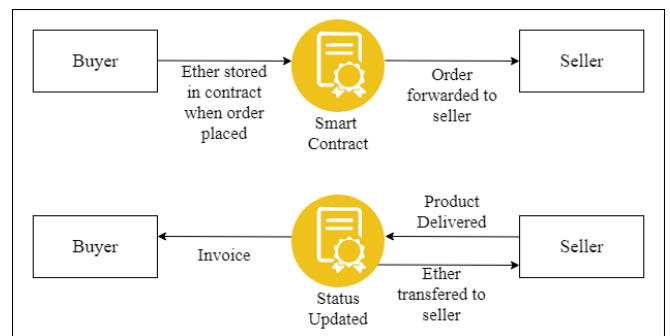 Buyer
Ether stored
in contract
when order
placed
Smart
Contract
Order
forwarded to
seller
Seller
Buyer
Invoice
Status
Updated
Product
Delivered
Ether
transfered to
seller
Seller